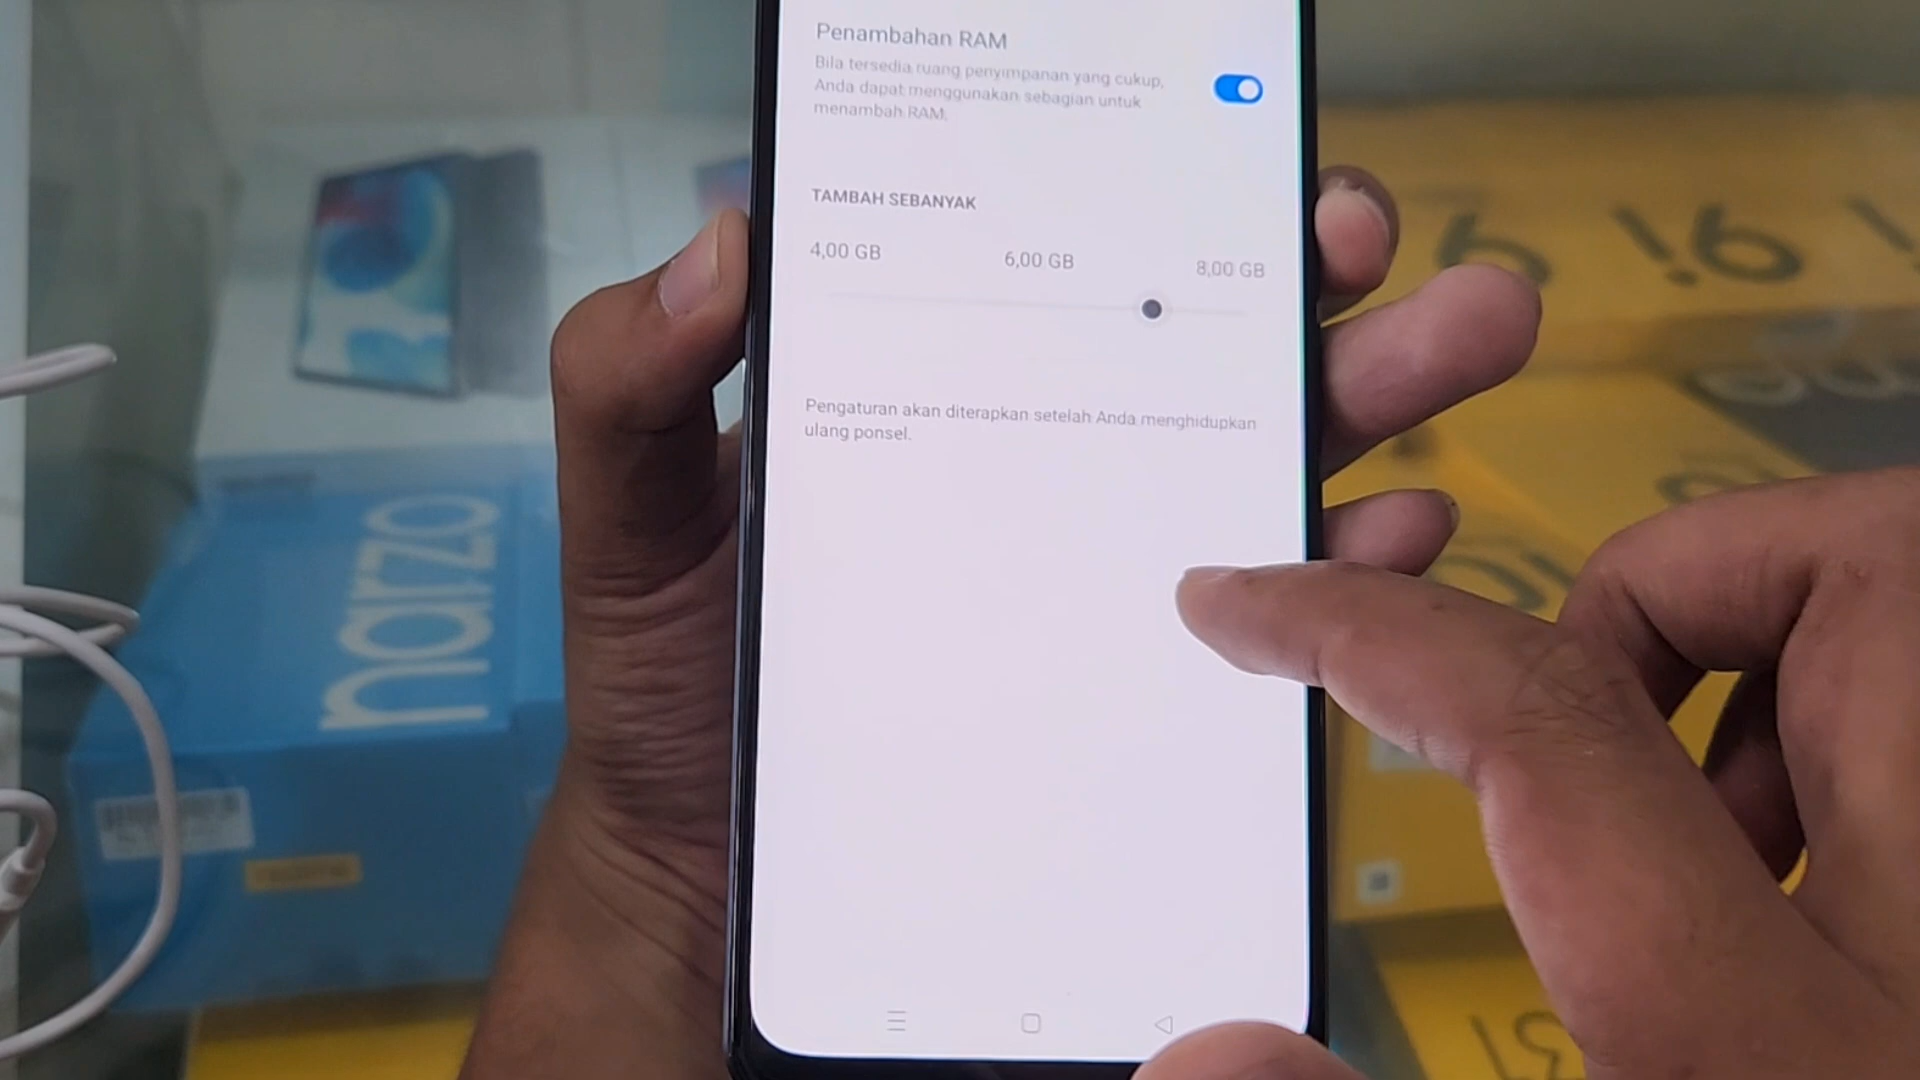 Penambahan RAM
Bila tersedia ruang penyimpanan yang cukup,
Anda dapat menggunakan sebagian untuk
menambah RAM.
TAMBAH SEBANYAK
4,00 GB 6,00 GB 8,00 GB
Pengaturan akan diterapkan setelah Anda menghidupkan
ulang ponsel.
narzo
9i